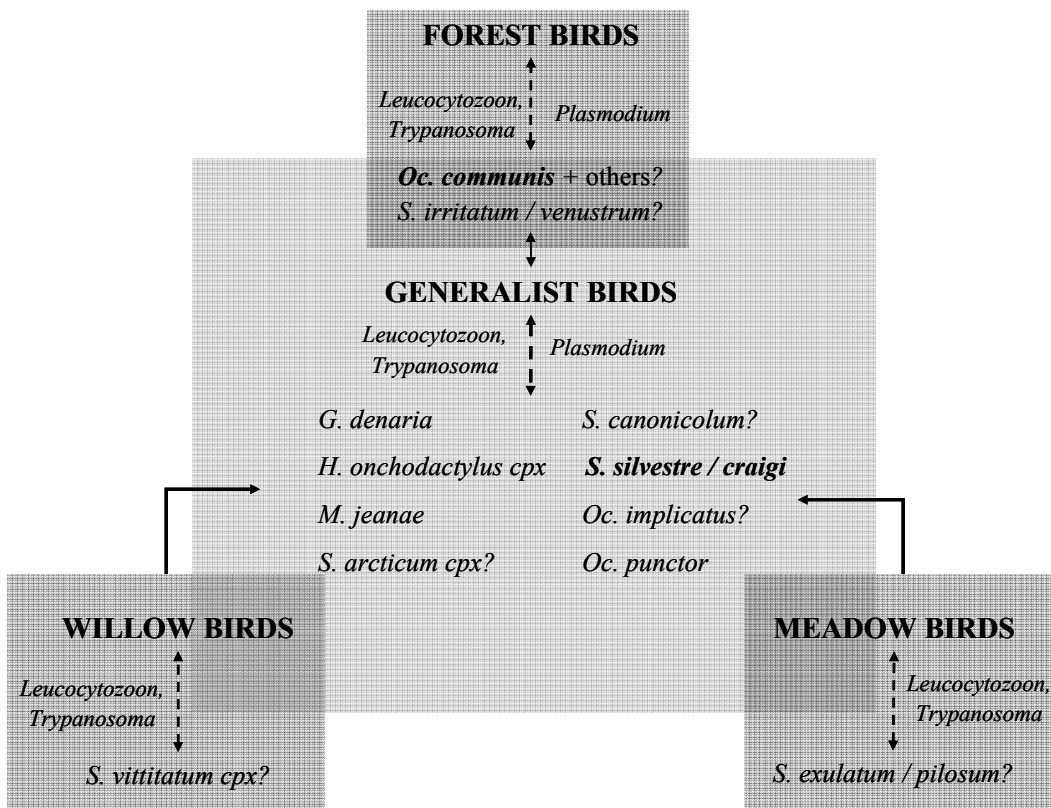 FOREST BIRDS
Leucocytozoon,
Trypanosoma
Plasmodium
Oc. communis + others?
S. irritatum / venustrum?
GENERALIST BIRDS
Leucocytozoon,
Trypanosoma
Plasmodium
G. denaria
S. canonicolum?
H. onchodactylus cpx
S. silvestre / craigi
M. jeanae
Oc. implicatus?
S. arcticum cpx?
Oc. punctor
WILLOW BIRDS
Leucocytozoon,
Trypanosoma
S. vittitatum cpx?
MEADOW BIRDS
Leucocytozoon,
Trypanosoma
S. exulatum / pilosum?